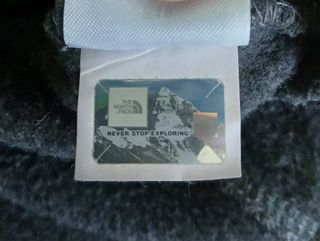 THE
NORTH
FACE
NEVER STOP EXPLORING